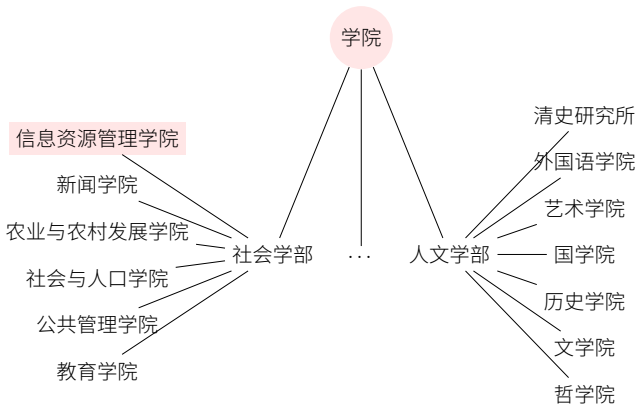 学院
信息资源管理学院
新闻学院
农业与农村发展学院
社会与人口学院
公共管理学院
教育学院
社会学部
···
人文学部
清史研究所
外国语学院
艺术学院
国学院
历史学院
文学院
哲学院